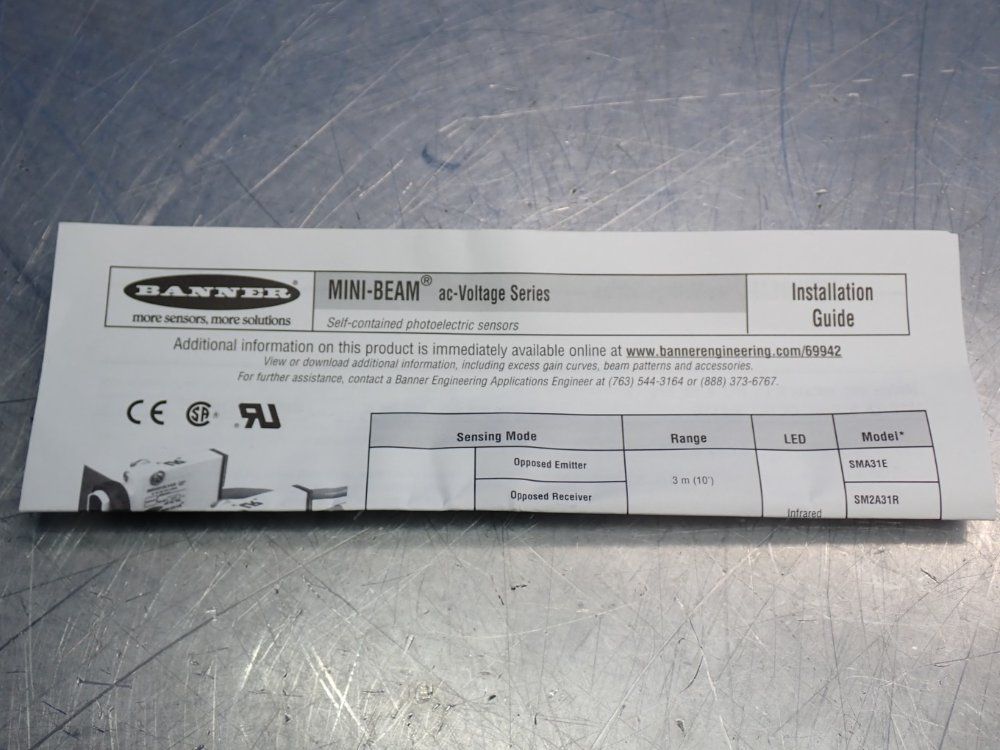 BANNER®
more sensors, more solutions
MINI-BEAM® ac-Voltage Series
Self-contained photoelectric sensors
Installation
Guide
Additional information on this product is immediately available online at www.bannerengineering.com/69942
View or download additional information, including excess gain curves, beam patterns and accessories.
For further assistance, contact a Banner Engineering Applications Engineer at (763) 544-3164 or (888) 373-6767.
CE SA® RU
Sensing Mode Range LED Model*
Opposed Emitter 3 m (10') Infrared SMA31E
Opposed Receiver SM2A31R